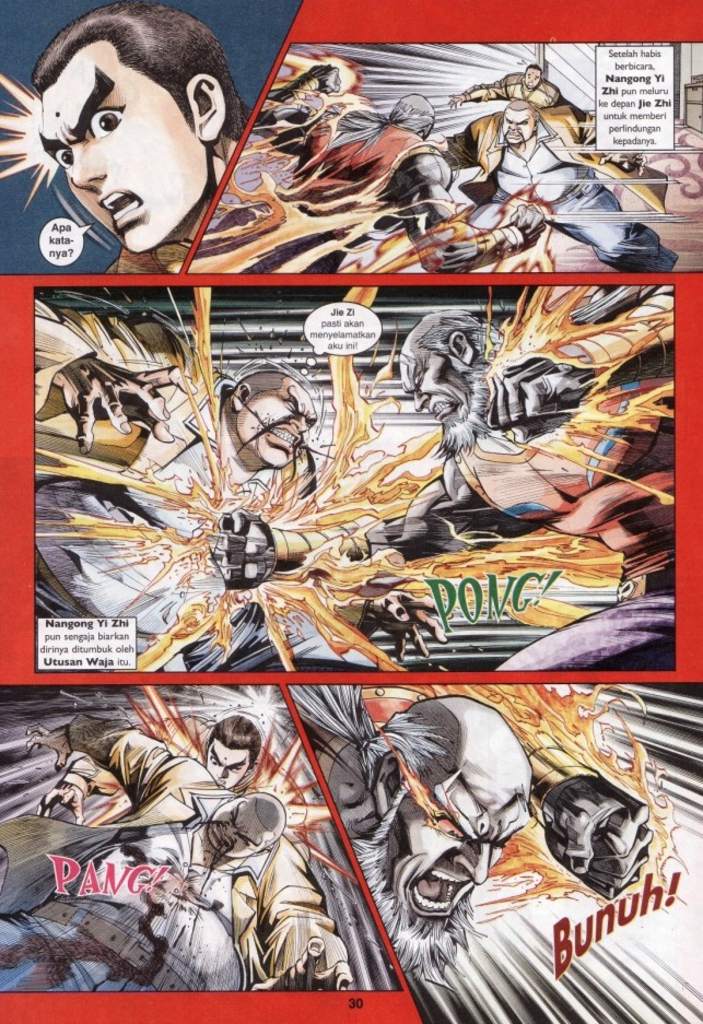 Apa
kata-
nya?
Setelah habis
berbicara,
Nangong Yi
Zhi pun meluru
ke depan Jie Zhi
untuk memberi
perlindungan
kepadanya.
Jie Zi
pasti akan
menyelamatkan
aku ini!
PONG!
Nangong Yi Zhi
pun sengaja biarkan
dirinya ditumbuk oleh
Utusan Waja itu.
PANG!
Bunuh!
30